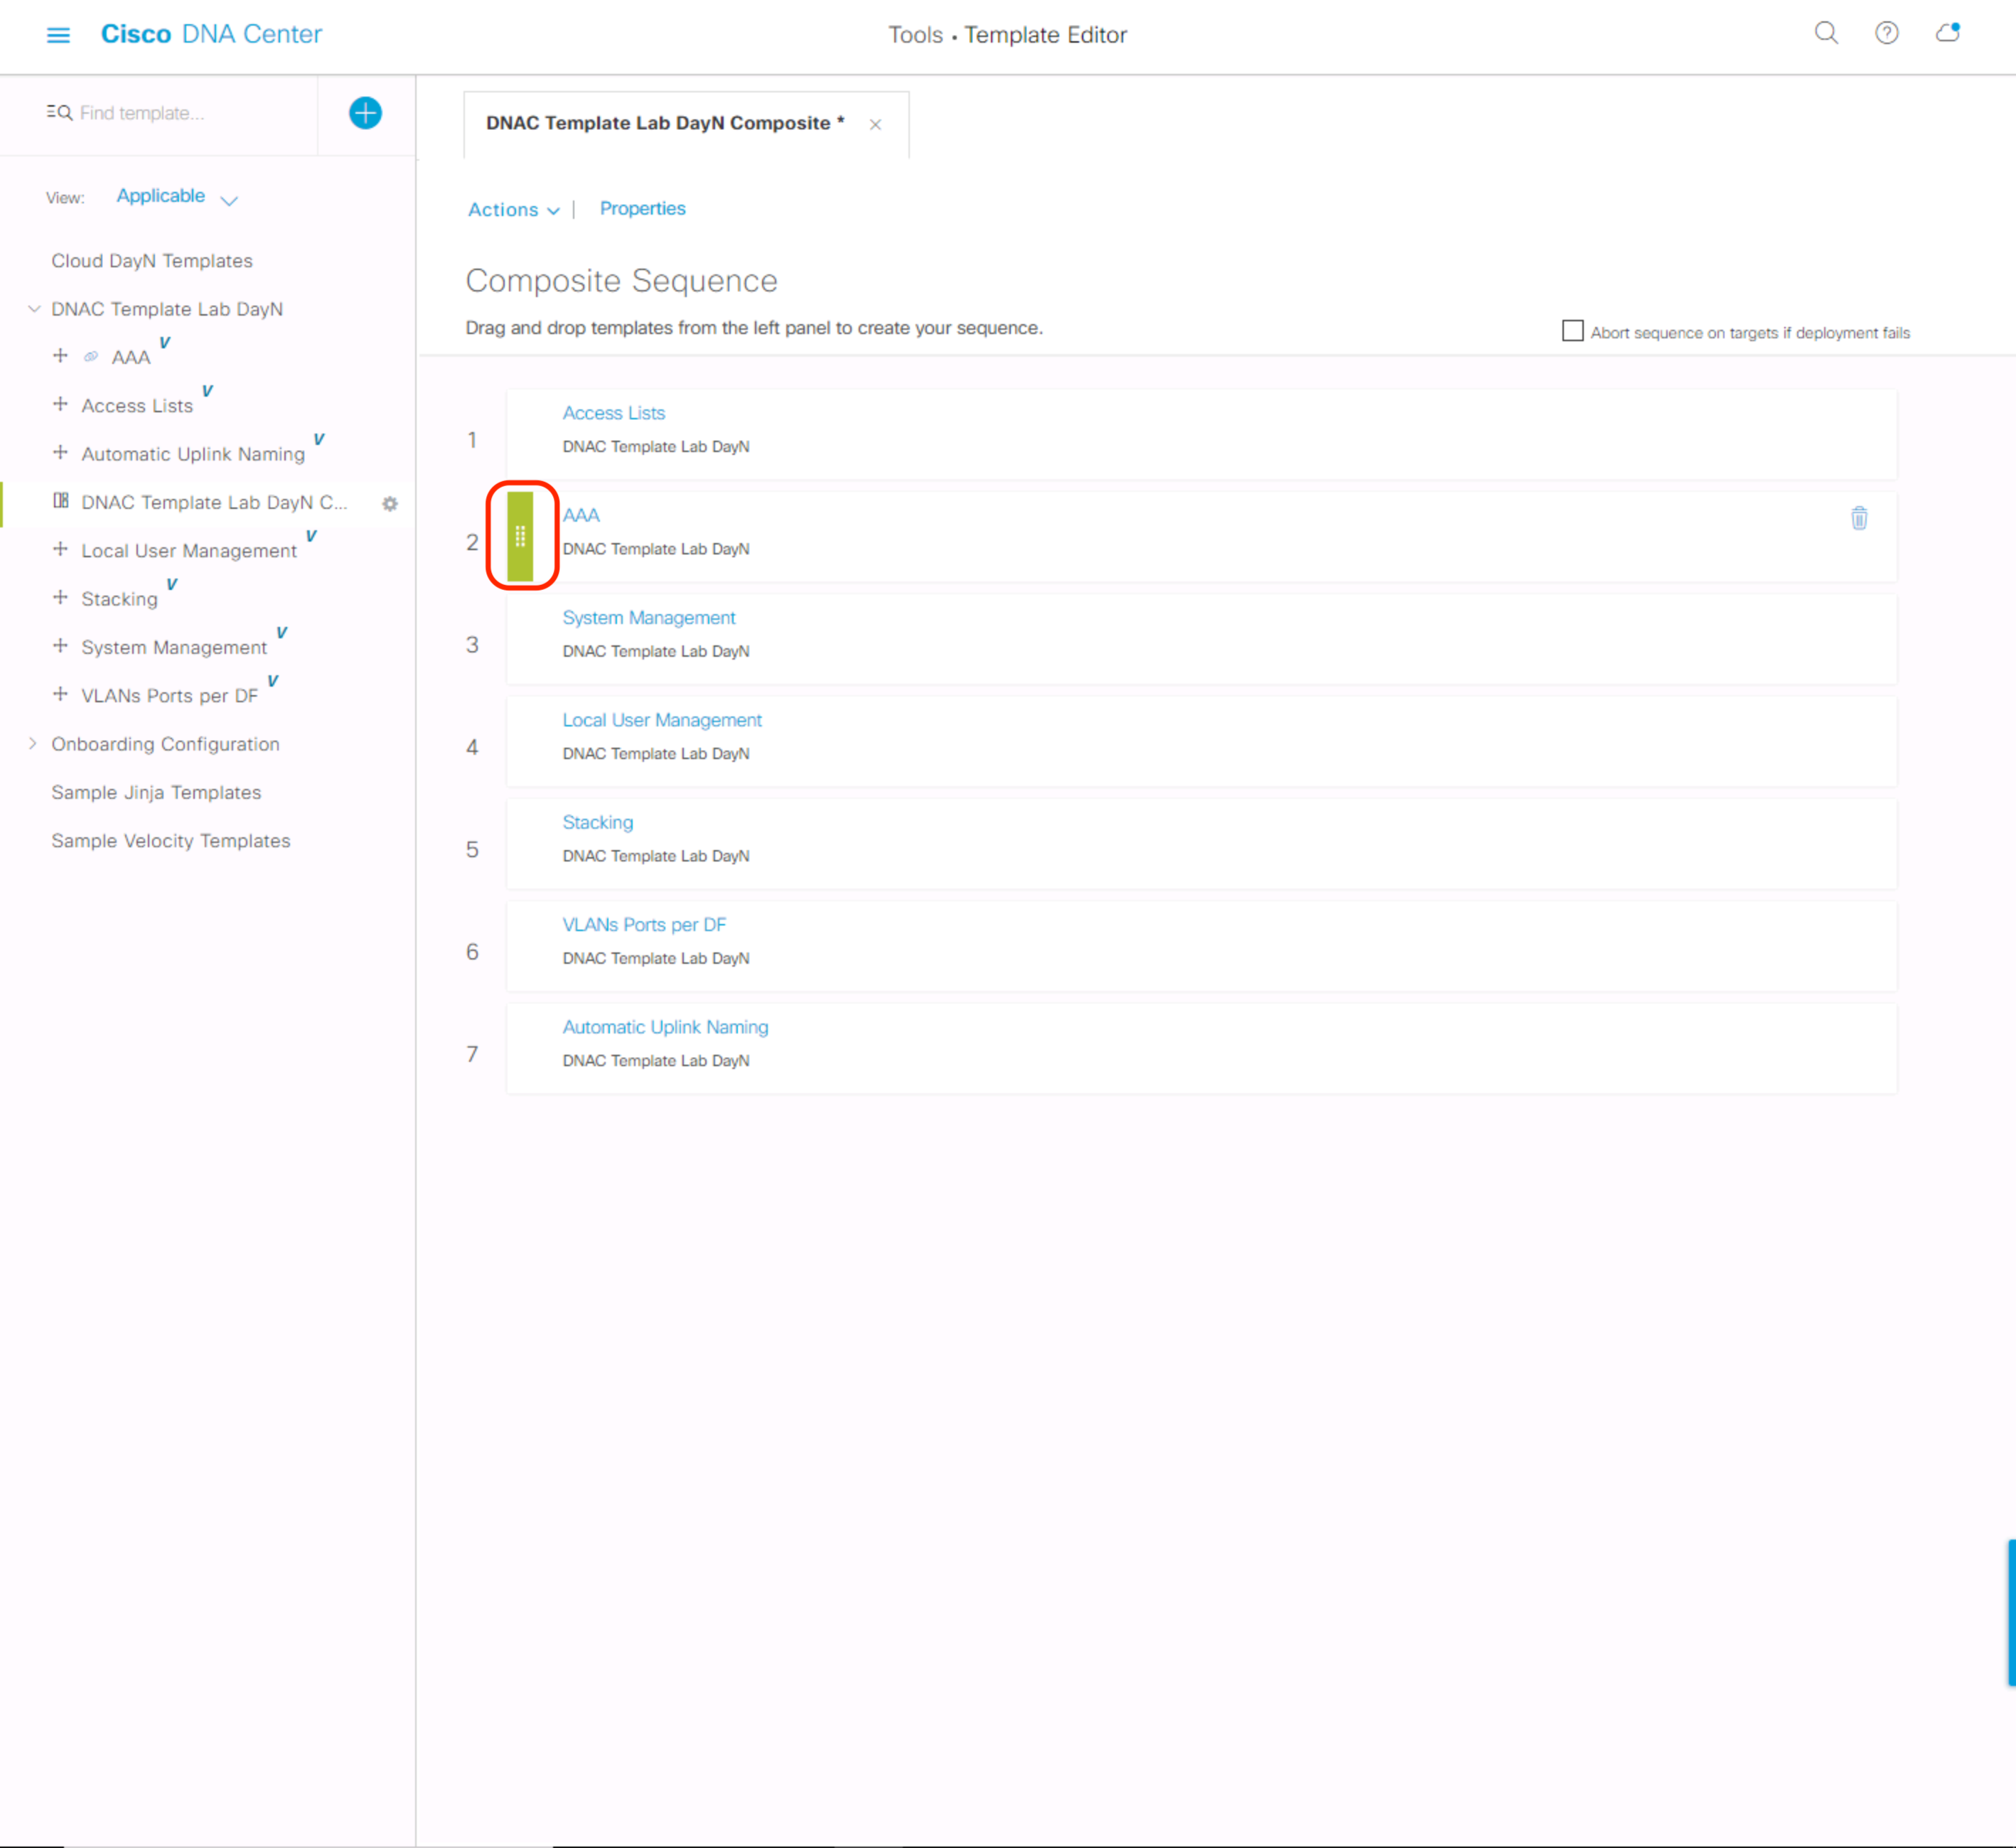 Cisco DNA Center
Tools • Template Editor
Find template...
View: Applicable
Cloud DayN Templates
DNAC Template Lab DayN
AAA V
Access Lists V
Automatic Uplink Naming V
DNAC Template Lab DayN C...
Local User Management V
Stacking V
System Management V
VLANs Ports per DF V
Onboarding Configuration
Sample Jinja Templates
Sample Velocity Templates
DNAC Template Lab DayN Composite *
Actions | Properties
Composite Sequence
Drag and drop templates from the left panel to create your sequence.
Abort sequence on targets if deployment fails
1
Access Lists
DNAC Template Lab DayN
2
AAA
DNAC Template Lab DayN
3
System Management
DNAC Template Lab DayN
4
Local User Management
DNAC Template Lab DayN
5
Stacking
DNAC Template Lab DayN
6
VLANs Ports per DF
DNAC Template Lab DayN
7
Automatic Uplink Naming
DNAC Template Lab DayN